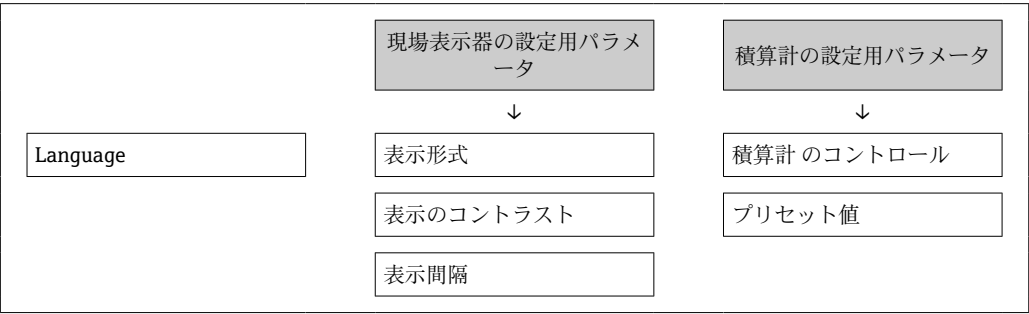 現場表示器の設定用パラメ
ータ
積算計の設定用パラメータ
↓
↓
Language
表示形式
積算計 のコントロール
表示のコントラスト
プリセット値
表示間隔